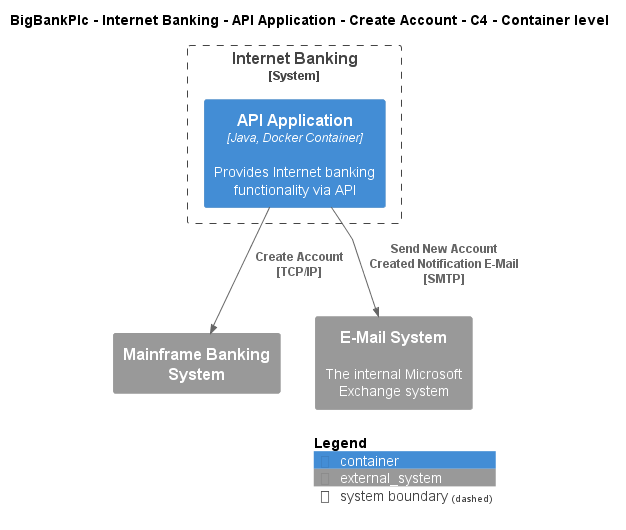 BigBankPlc - Internet Banking - API Application - Create Account - C4 - Container level
Internet Banking
[System]
API Application
[Java, Docker Container]
Provides Internet banking
functionality via API
Create Account
[TCP/IP]
Send New Account
Created Notification E-Mail
[SMTP]
Mainframe Banking
System
E-Mail System
The internal Microsoft
Exchange system
Legend
container
external_system
system boundary (dashed)